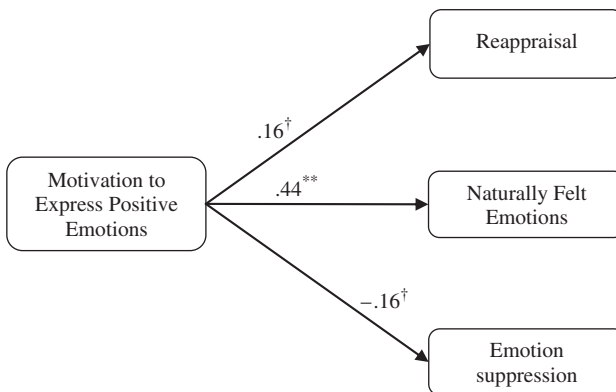 Reappraisal
.16†
Motivation to
Express Positive
Emotions
.44**
Naturally Felt
Emotions
–.16†
Emotion
suppression